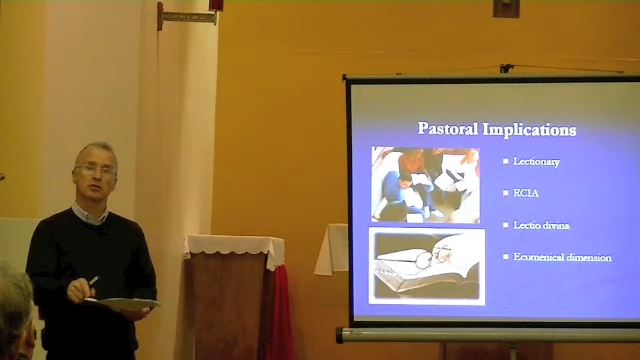 Pastoral Implications
Lectionary
RCIA
Lectio divina
Ecumenical dimension